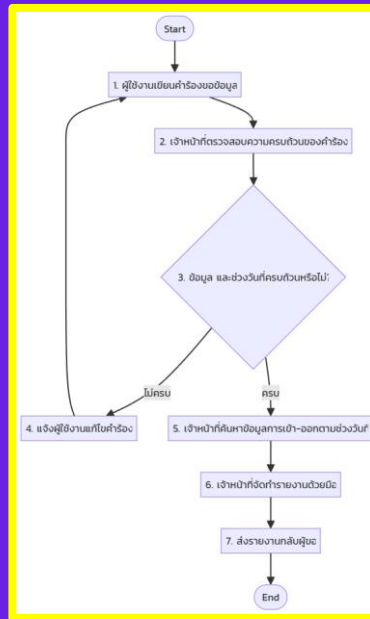 Start
1. ผู้ใช้งานเขียนคำร้องขอข้อมูล
2. เจ้าหน้าที่ตรวจสอบความครบถ้วนของคำร้อง
3. ข้อมูล และช่วงวันที่ครบถ้วนหรือไม่
ไม่ครบ
ครบ
4. แจ้งผู้ใช้งานแก้ไขคำร้อง
5. เจ้าหน้าที่ค้นหาข้อมูลการเข้า-ออกตามช่วงวันที่
6. เจ้าหน้าที่จัดทำรายงานด้วยมือ
7. ส่งรายงานกลับผู้ขอ
End